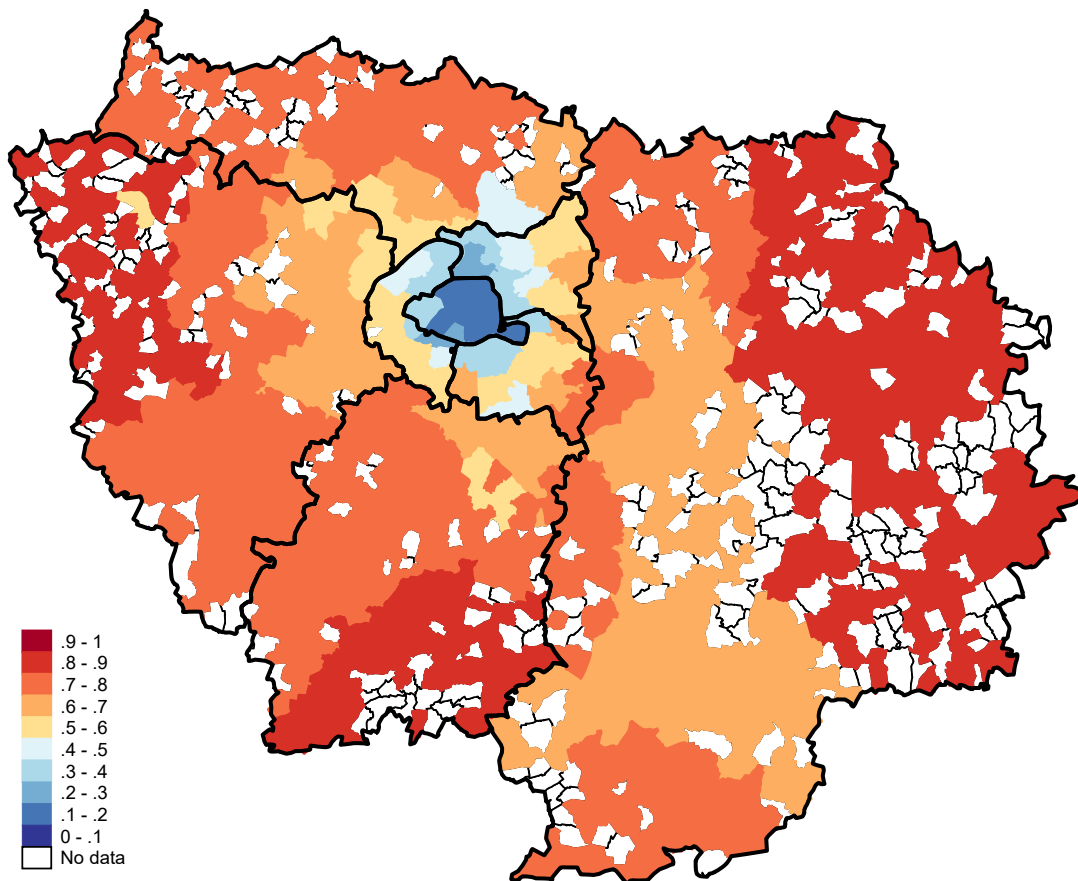 .9 - 1
.8 - .9
.7 - .8
.6 - .7
.5 - .6
.4 - .5
.3 - .4
.2 - .3
.1 - .2
0 - .1
No data